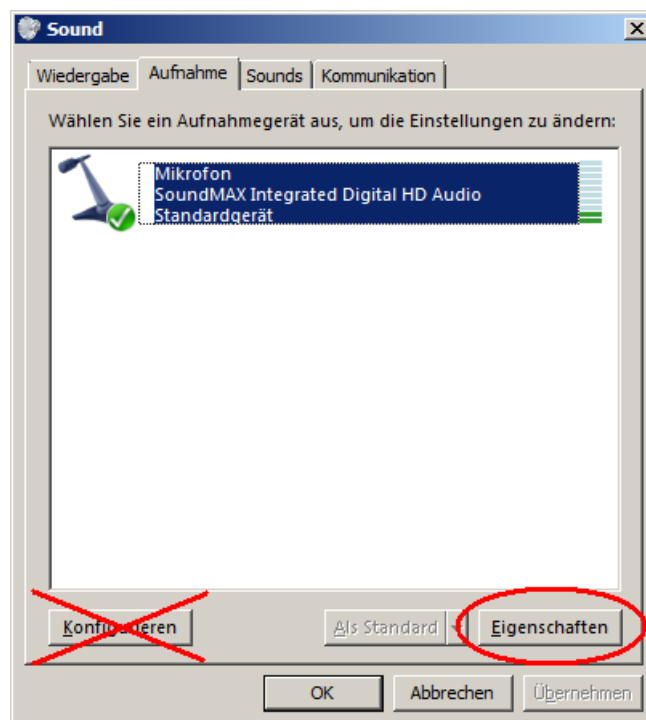 Sound
Wiedergabe Aufnahme Sounds Kommunikation
Wählen Sie ein Aufnahmegerät aus, um die Einstellungen zu ändern:
Mikrofon
SoundMAX Integrated Digital HD Audio
Standardgerät
Konfigurieren Als Standard Eigenschaften
OK Abbrechen Übernehmen